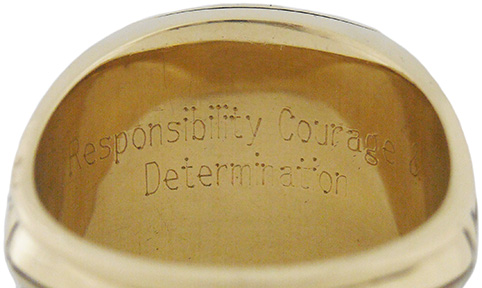 Responsibility Courage &
Determination